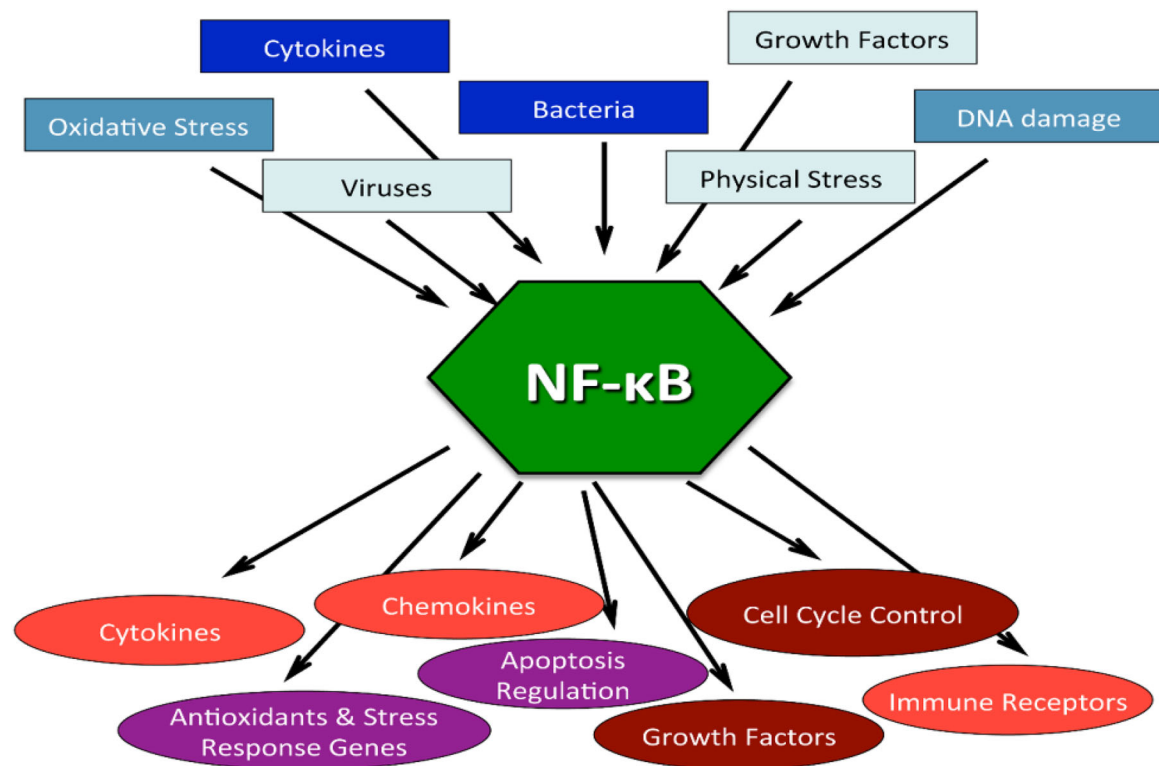 Cytokines
Growth Factors
Oxidative Stress
Bacteria
DNA damage
Viruses
Physical Stress
NF-κB
Cytokines
Chemokines
Cell Cycle Control
Apoptosis
Regulation
Immune Receptors
Antioxidants & Stress
Response Genes
Growth Factors